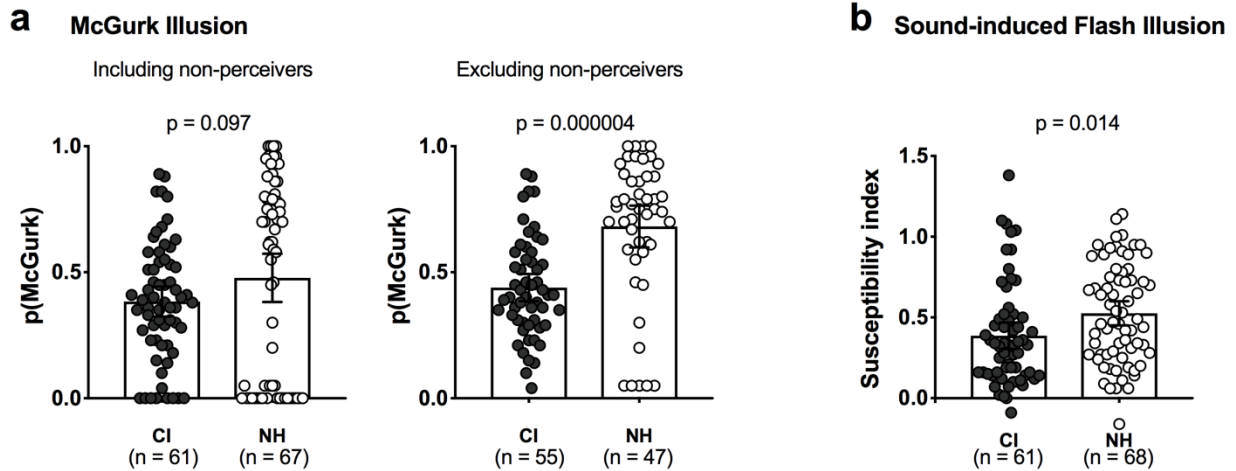 a McGurk Illusion
Including non-perceivers
p = 0.097
p(McGurk)
1.0
0.5
0.0
CI
(n = 61)
NH
(n = 67)
Excluding non-perceivers
p = 0.000004
p(McGurk)
1.0
0.5
0.0
CI
(n = 55)
NH
(n = 47)
b Sound-induced Flash Illusion
p = 0.014
Susceptibility index
1.5
1.0
0.5
0.0
CI
(n = 61)
NH
(n = 68)